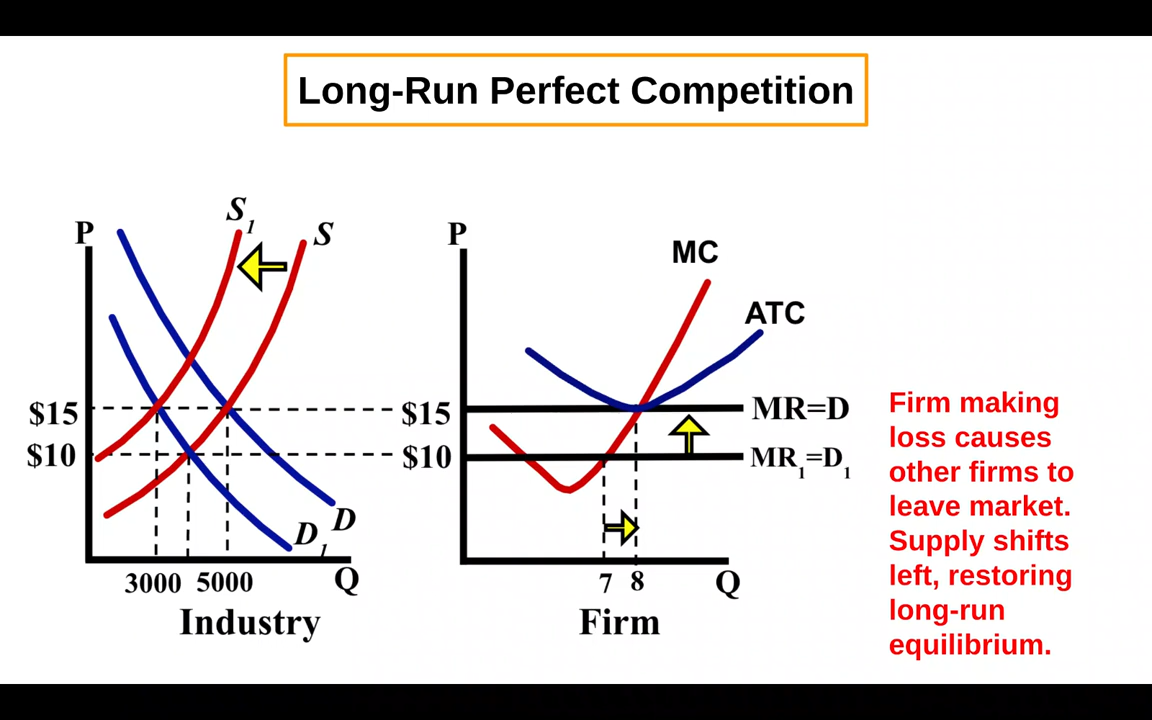 Long-Run Perfect Competition
P
S₁
S
$15
$10
D
D₁
3000 5000
Q
Industry
P
MC
ATC
$15
MR=D
$10
MR₁=D₁
7 8
Q
Firm
Firm making
loss causes
other firms to
leave market.
Supply shifts
left, restoring
long-run
equilibrium.